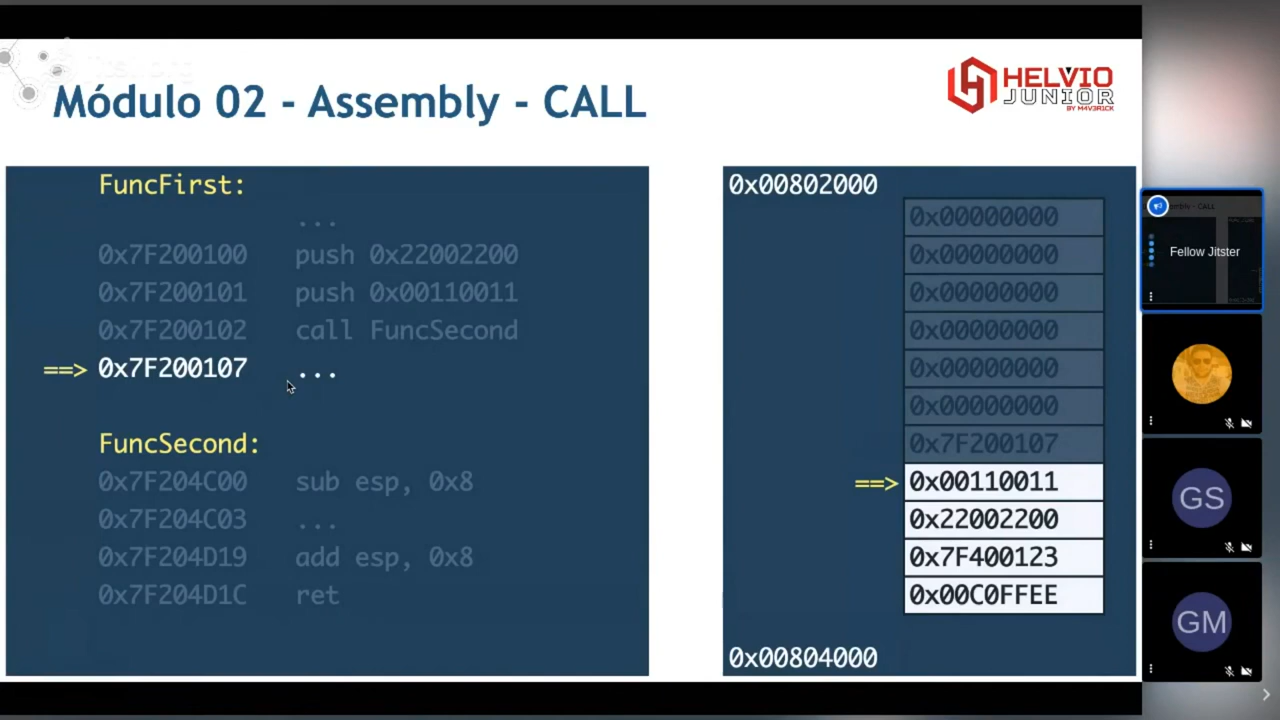 Módulo 02 - Assembly - CALL
HELVIO
JUNIOR
BY M4V3R1CK
FuncFirst:
...
0x7F200100 push 0x22002200
0x7F200101 push 0x00110011
0x7F200102 call FuncSecond
==> 0x7F200107 ...
FuncSecond:
0x7F204C00 sub esp, 0x8
0x7F204C03 ...
0x7F204D19 add esp, 0x8
0x7F204D1C ret
0x00802000
0x00000000
0x00000000
0x00000000
0x00000000
0x00000000
0x00000000
0x7F200107
==> 0x00110011
0x22002200
0x7F400123
0x00C0FFEE
0x00804000
Fellow Jitster
GS
GM